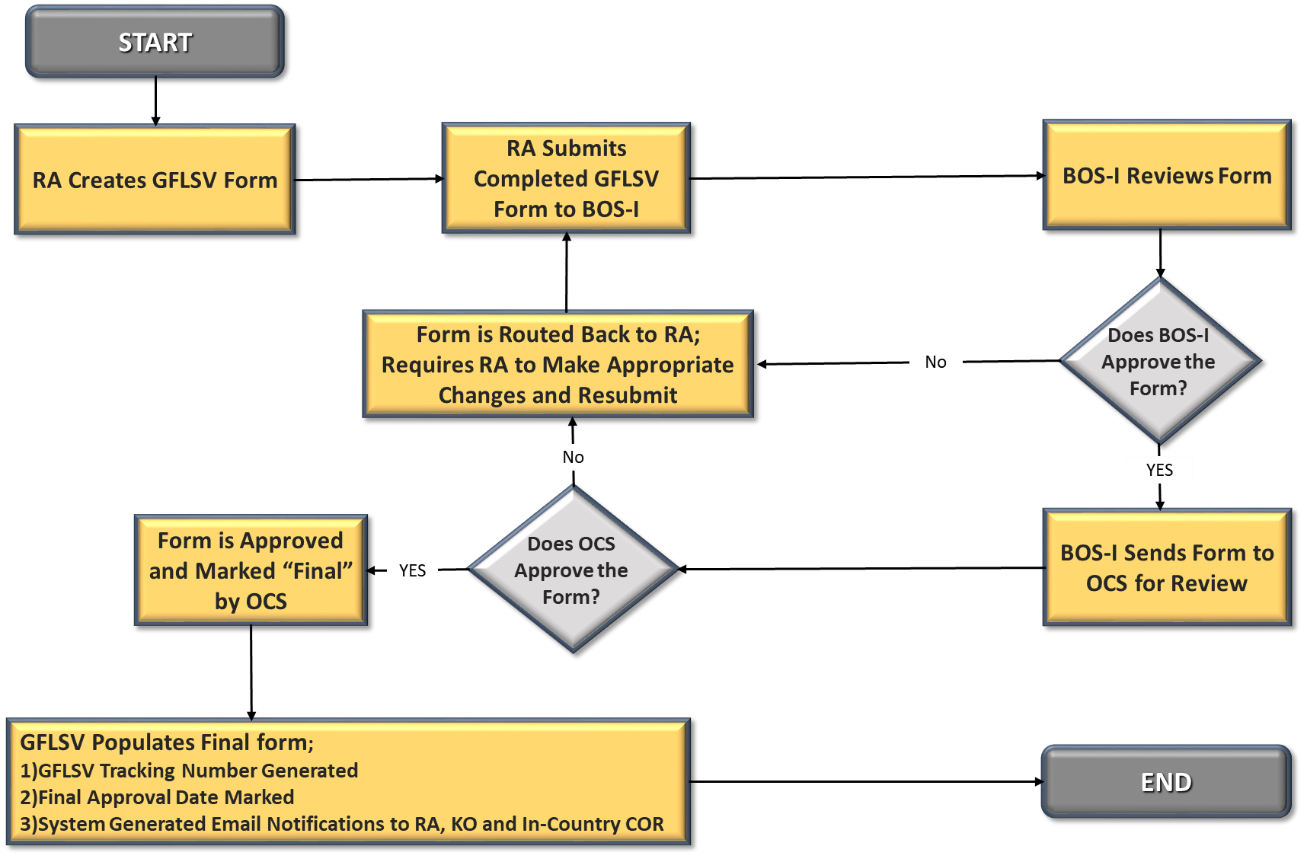 START
RA Creates GFLSV Form
RA Submits
Completed GFLSV
Form to BOS-I
BOS-I Reviews Form
Does BOS-I
Approve the
Form?
No
Form is Routed Back to RA;
Requires RA to Make Appropriate
Changes and Resubmit
YES
BOS-I Sends Form to
OCS for Review
Does OCS
Approve the
Form?
No
YES
Form is Approved
and Marked “Final”
by OCS
GFLSV Populates Final form;
1)GFLSV Tracking Number Generated
2)Final Approval Date Marked
3)System Generated Email Notifications to RA, KO and In-Country COR
END